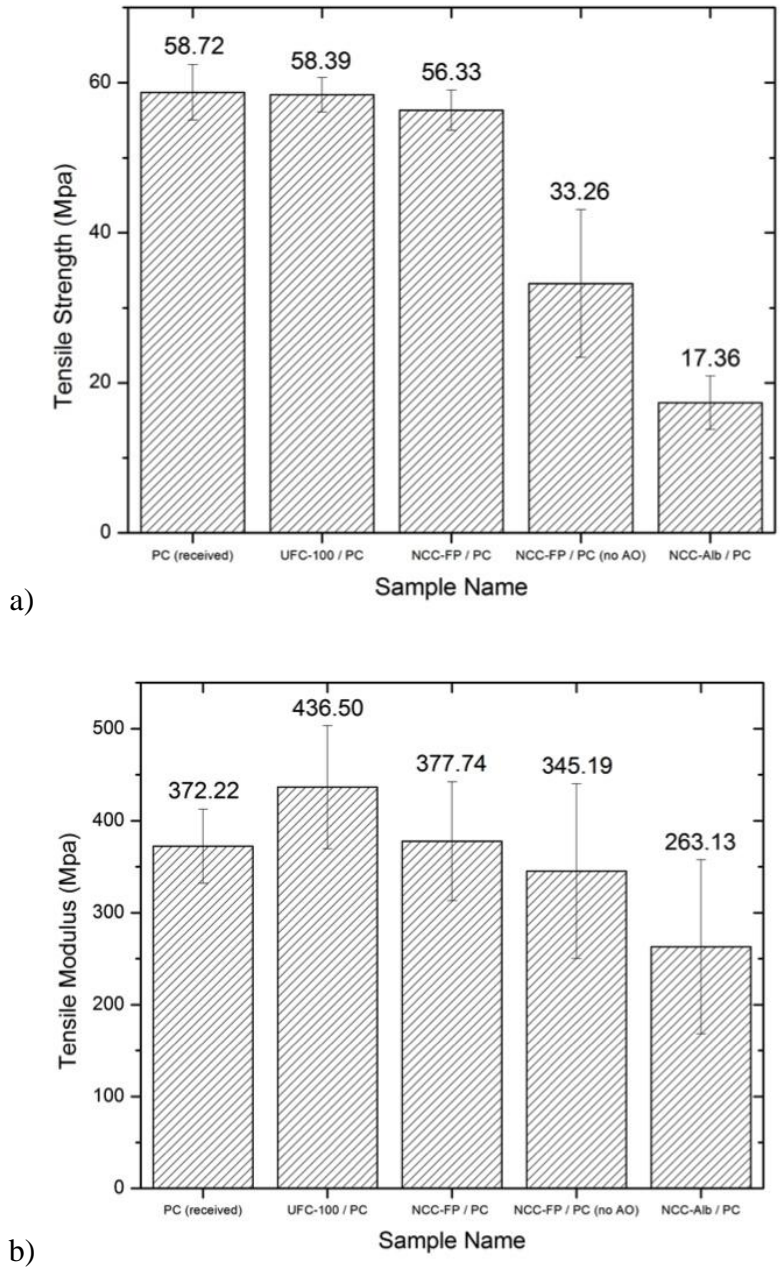 58.72
58.39
56.33
33.26
17.36
60
40
20
0
Tensile Strength (Mpa)
PC (received) UFC-100 / PC NCC-FP / PC NCC-FP / PC (no AO) NCC-Alb / PC
Sample Name
a)
436.50
372.22
377.74
345.19
263.13
500
400
300
200
100
0
Tensile Modulus (Mpa)
PC (received) UFC-100 / PC NCC-FP / PC NCC-FP / PC (no AO) NCC-Alb / PC
Sample Name
b)